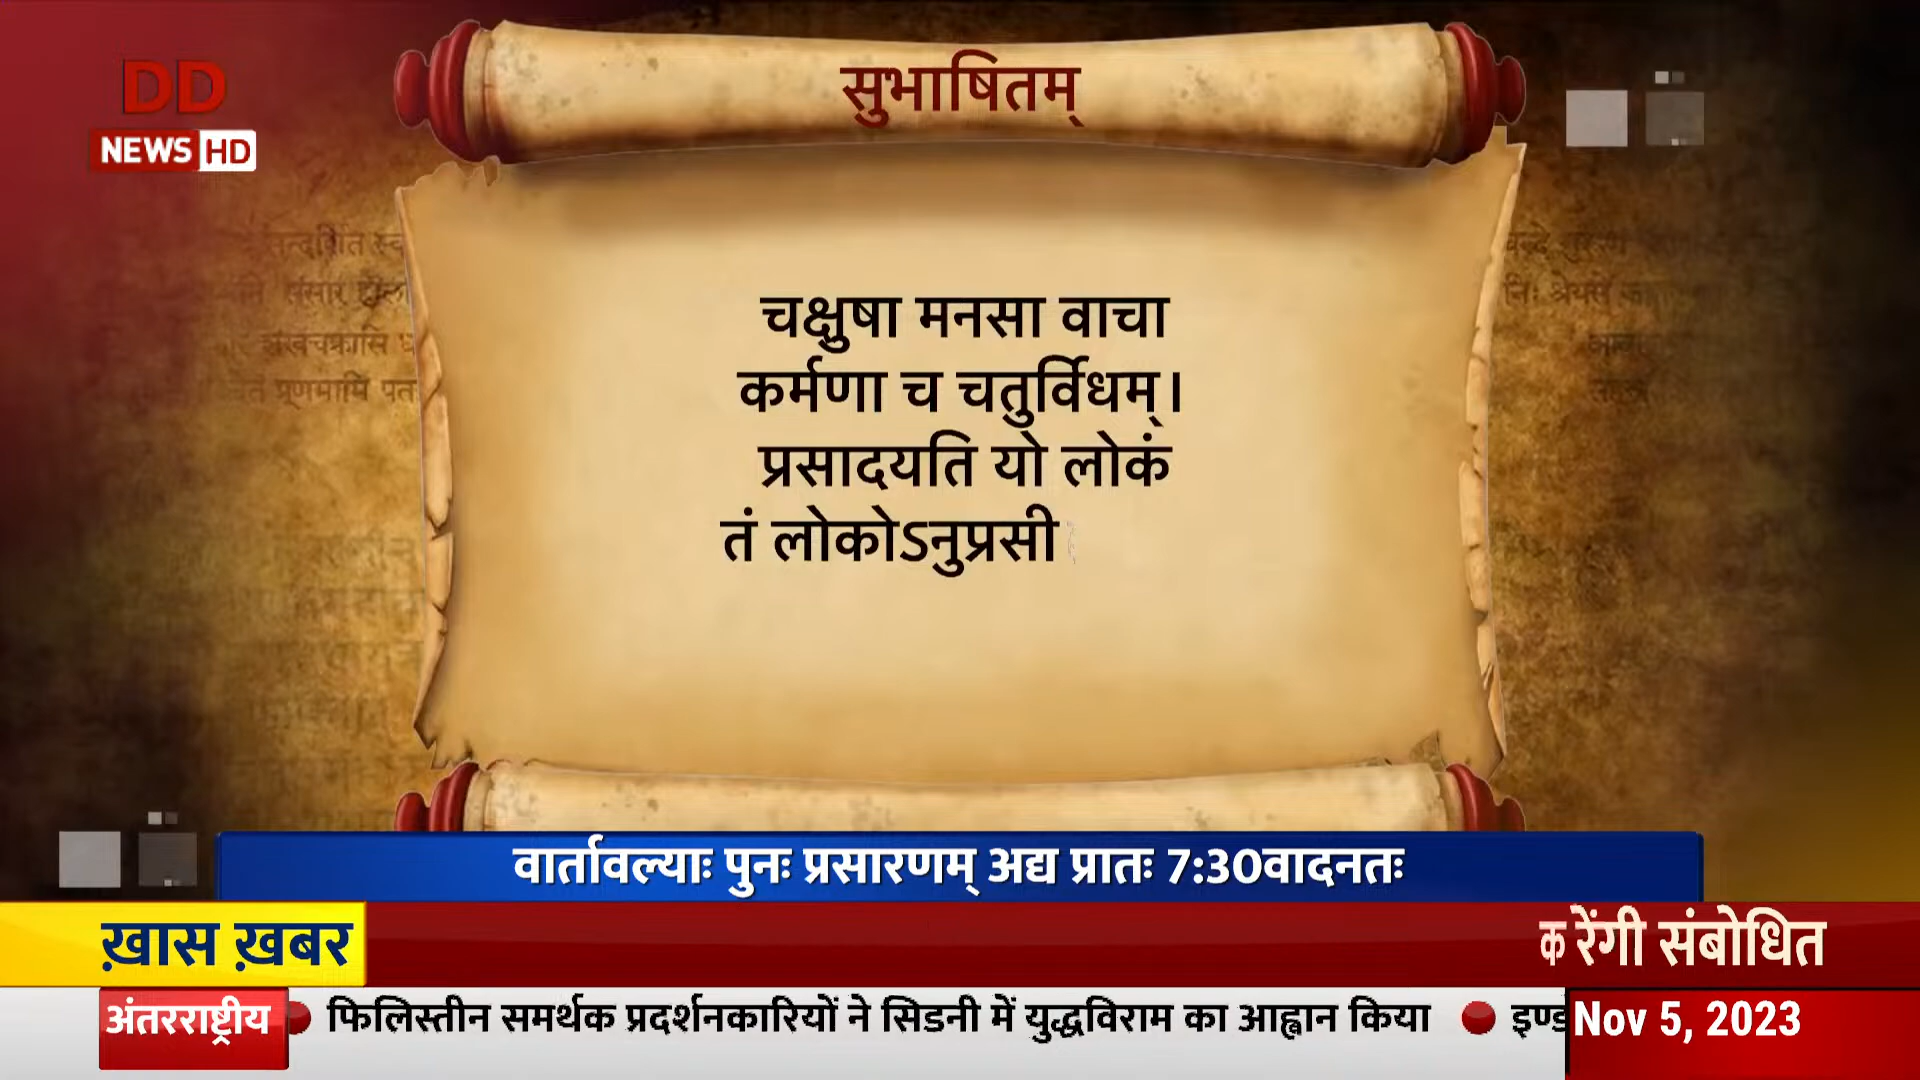 DD
NEWS HD
सुभाषितम्
चक्षुषा मनसा वाचा
कर्मणा च चतुर्विधम्।
प्रसादयति यो लोकं
तं लोकोऽनुप्रसी
वार्तावल्याः पुनः प्रसारणम् अद्य प्रातः 7:30वादनतः
ख़ास ख़बर
रेंगी संबोधित
अंतरराष्ट्रीय
फिलिस्तीन समर्थक प्रदर्शनकारियों ने सिडनी में युद्धविराम का आह्वान किया
Nov 5, 2023